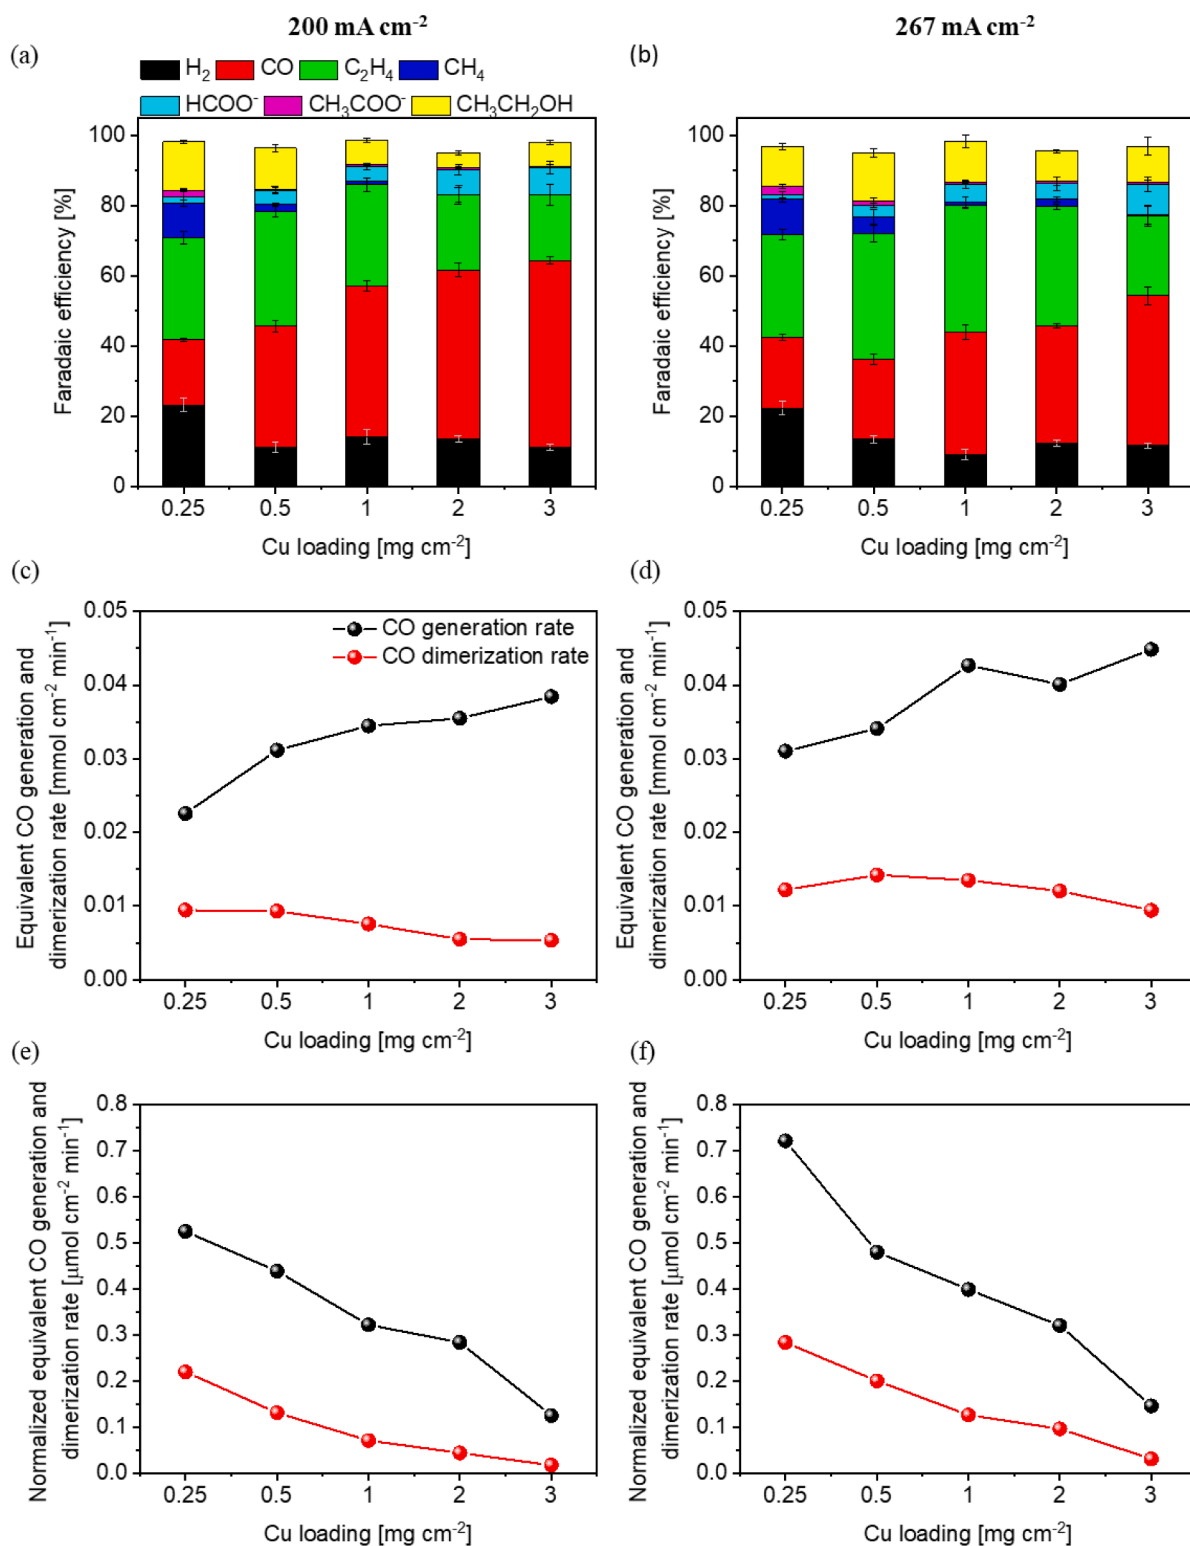 200 mA cm⁻²
267 mA cm⁻²
(a)
(b)
H₂ CO C₂H₄ CH₄
HCOO⁻ CH₃COO⁻ CH₃CH₂OH
Faradaic efficiency [%]
100
80
60
40
20
0
0.25 0.5 1 2 3
Cu loading [mg cm⁻²]
Faradaic efficiency [%]
100
80
60
40
20
0
0.25 0.5 1 2 3
Cu loading [mg cm⁻²]
(c)
(d)
Equivalent CO generation and
dimerization rate [mmol cm⁻² min⁻¹]
0.05
0.04
0.03
0.02
0.01
0.00
CO generation rate
CO dimerization rate
0.25 0.5 1 2 3
Cu loading [mg cm⁻²]
Equivalent CO generation and
dimerization rate [mmol cm⁻² min⁻¹]
0.05
0.04
0.03
0.02
0.01
0.00
0.25 0.5 1 2 3
Cu loading [mg cm⁻²]
(e)
(f)
Normalized equivalent CO generation and
dimerization rate [μmol cm⁻² min⁻¹]
0.8
0.7
0.6
0.5
0.4
0.3
0.2
0.1
0.0
0.25 0.5 1 2 3
Cu loading [mg cm⁻²]
Normalized equivalent CO generation and
dimerization rate [μmol cm⁻² min⁻¹]
0.8
0.7
0.6
0.5
0.4
0.3
0.2
0.1
0.0
0.25 0.5 1 2 3
Cu loading [mg cm⁻²]